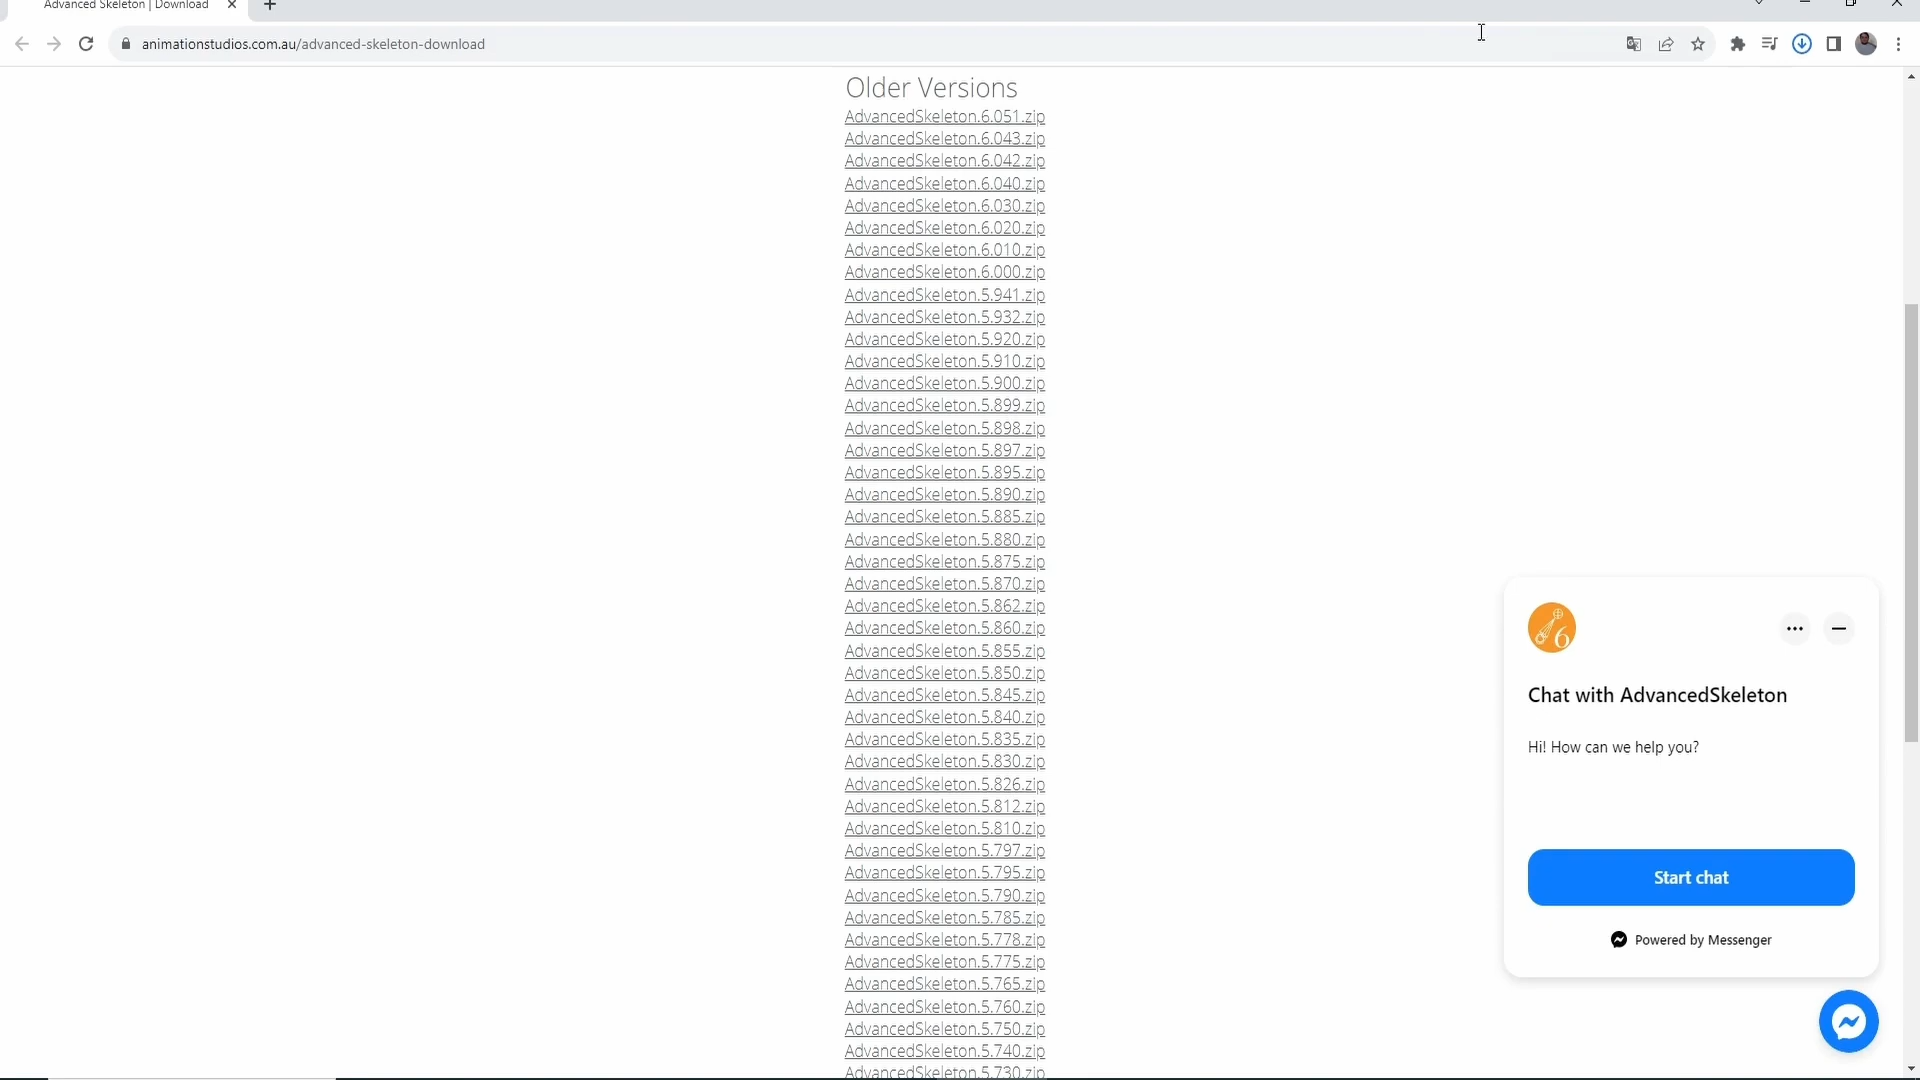 Advanced Skeleton | Download
animationstudios.com.au/advanced-skeleton-download
Older Versions
AdvancedSkeleton.6.051.zip
AdvancedSkeleton.6.043.zip
AdvancedSkeleton.6.042.zip
AdvancedSkeleton.6.040.zip
AdvancedSkeleton.6.030.zip
AdvancedSkeleton.6.020.zip
AdvancedSkeleton.6.010.zip
AdvancedSkeleton.6.000.zip
AdvancedSkeleton.5.941.zip
AdvancedSkeleton.5.932.zip
AdvancedSkeleton.5.920.zip
AdvancedSkeleton.5.910.zip
AdvancedSkeleton.5.900.zip
AdvancedSkeleton.5.899.zip
AdvancedSkeleton.5.898.zip
AdvancedSkeleton.5.897.zip
AdvancedSkeleton.5.895.zip
AdvancedSkeleton.5.890.zip
AdvancedSkeleton.5.885.zip
AdvancedSkeleton.5.880.zip
AdvancedSkeleton.5.875.zip
AdvancedSkeleton.5.870.zip
AdvancedSkeleton.5.862.zip
AdvancedSkeleton.5.860.zip
AdvancedSkeleton.5.855.zip
AdvancedSkeleton.5.850.zip
AdvancedSkeleton.5.845.zip
AdvancedSkeleton.5.840.zip
AdvancedSkeleton.5.835.zip
AdvancedSkeleton.5.830.zip
AdvancedSkeleton.5.826.zip
AdvancedSkeleton.5.812.zip
AdvancedSkeleton.5.810.zip
AdvancedSkeleton.5.797.zip
AdvancedSkeleton.5.795.zip
AdvancedSkeleton.5.790.zip
AdvancedSkeleton.5.785.zip
AdvancedSkeleton.5.778.zip
AdvancedSkeleton.5.775.zip
AdvancedSkeleton.5.765.zip
AdvancedSkeleton.5.760.zip
AdvancedSkeleton.5.750.zip
AdvancedSkeleton.5.740.zip
AdvancedSkeleton.5.730.zip
6
Chat with AdvancedSkeleton
Hi! How can we help you?
Start chat
Powered by Messenger